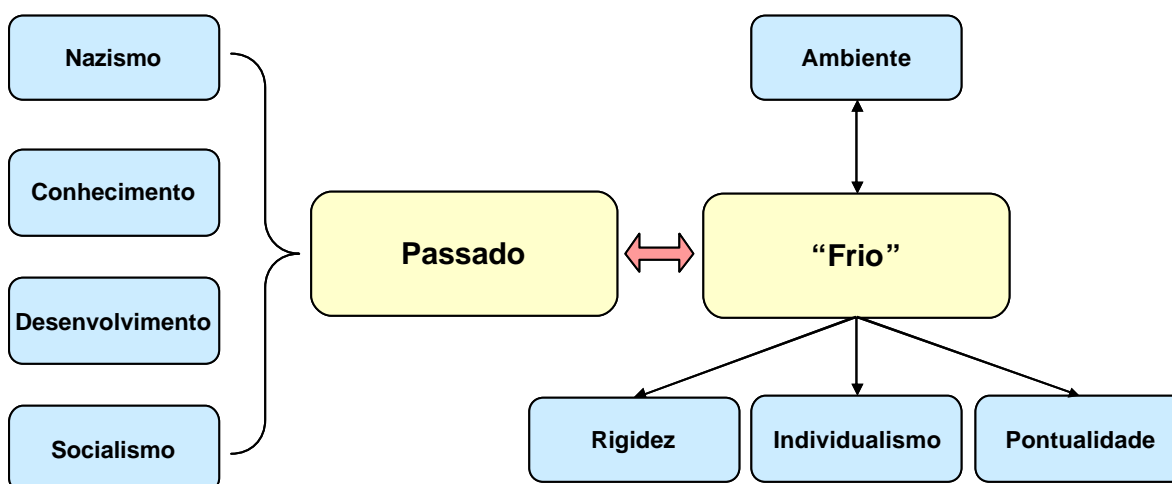 Nazismo
Conhecimento
Desenvolvimento
Socialismo
Passado
Ambiente
“Frio”
Rigidez
Individualismo
Pontualidade